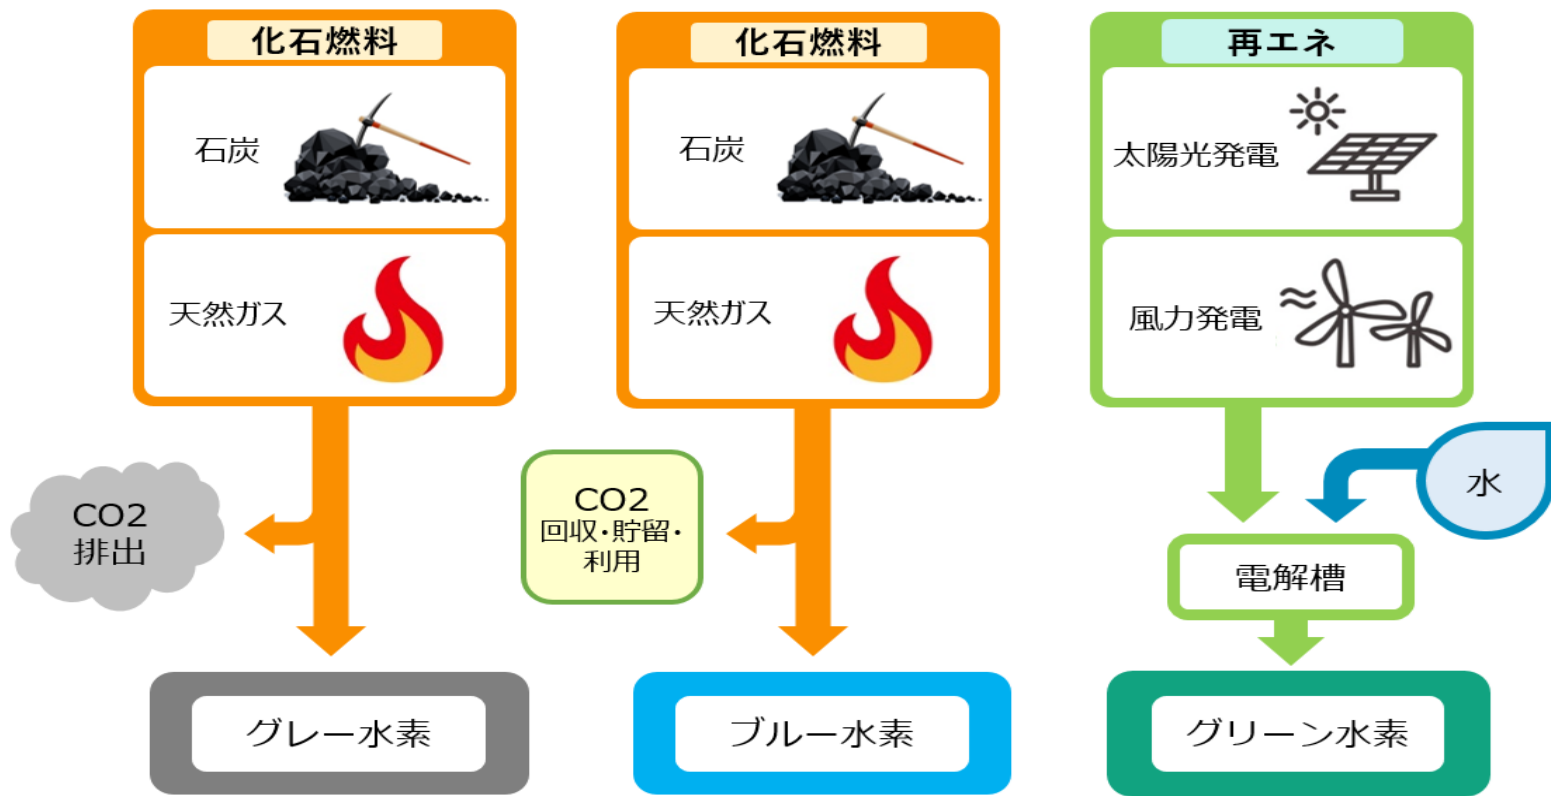 化石燃料
石炭
天然ガス
CO2
排出
グレー水素
化石燃料
石炭
天然ガス
CO2
回収・貯留・
利用
ブルー水素
再エネ
太陽光発電
風力発電
水
電解槽
グリーン水素